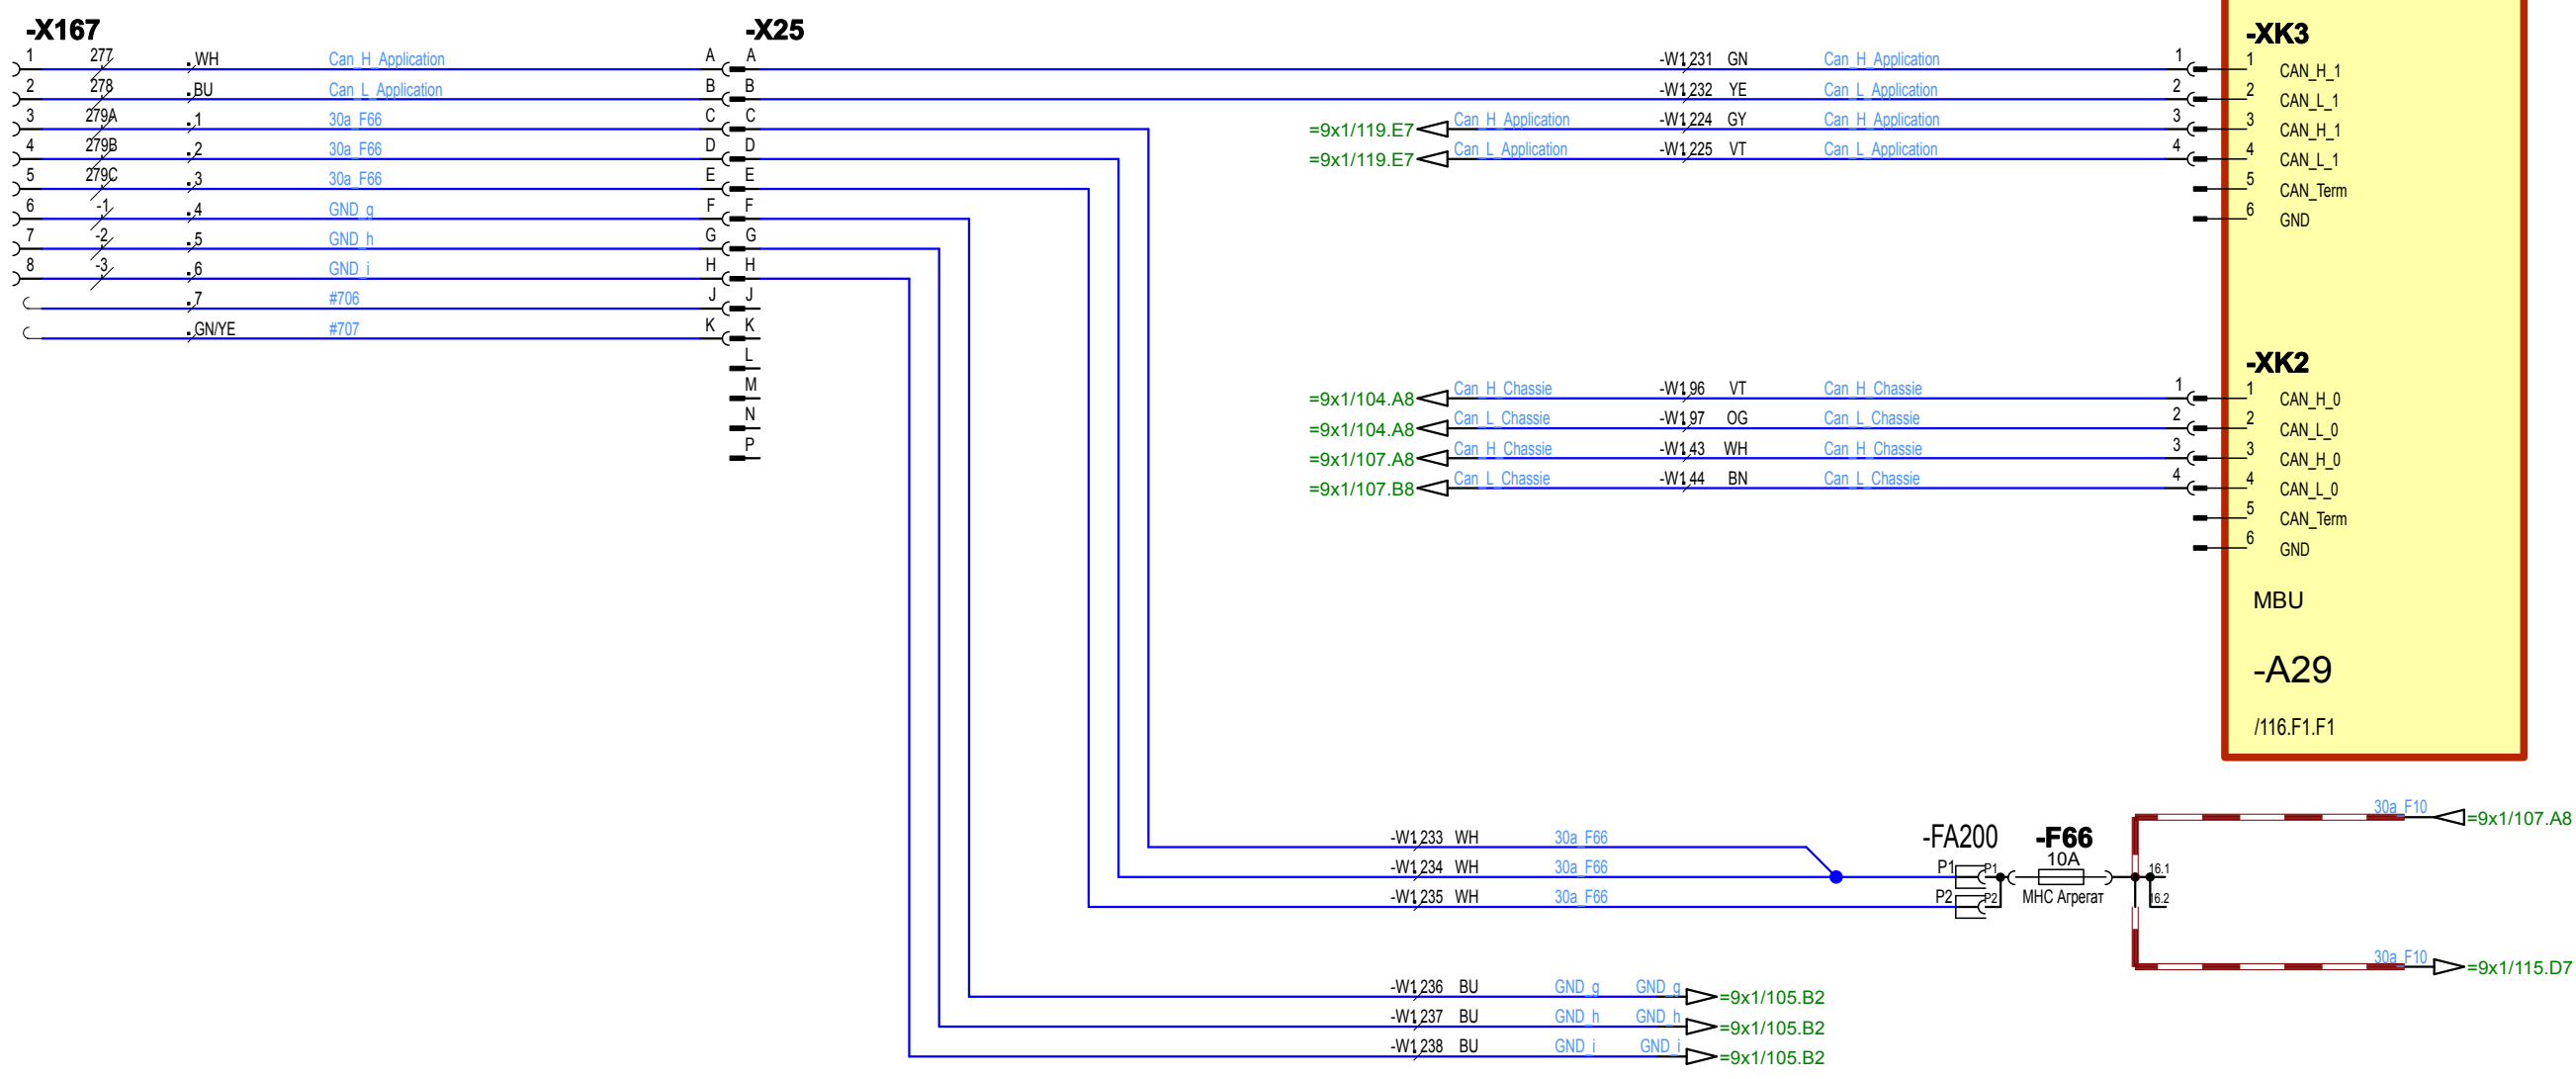 -X167 -X25 -XK3
1 277 .WH Can_H_Application A A -W1.231 GN Can_H_Application 1 1 CAN_H_1
2 278 .BU Can_L_Application B B -W1.232 YE Can_L_Application 2 2 CAN_L_1
3 279A .1 30a_F66 C C =9x1/119.E7 Can_H_Application -W1.224 GY Can_H_Application 3 3 CAN_H_1
4 279B .2 30a_F66 D D =9x1/119.E7 Can_L_Application -W1.225 VT Can_L_Application 4 4 CAN_L_1
5 279C .3 30a_F66 E E 5 CAN_Term
6 -1 .4 GND_g F F 6 GND
7 -2 .5 GND_h G G
8 -3 .6 GND_i H H
.7 #706 J J
.GN/YE #707 K K
L -XK2
M =9x1/104.A8 Can_H_Chassie -W1.96 VT Can_H_Chassie 1 1 CAN_H_0
N =9x1/104.A8 Can_L_Chassie -W1.97 OG Can_L_Chassie 2 2 CAN_L_0
P =9x1/107.A8 Can_H_Chassie -W1.43 WH Can_H_Chassie 3 3 CAN_H_0
=9x1/107.B8 Can_L_Chassie -W1.44 BN Can_L_Chassie 4 4 CAN_L_0
5 CAN_Term
6 GND
MBU
-A29
/116.F1.F1
30a_F10 =9x1/107.A8
-W1.233 WH 30a_F66 -FA200 -F66
10A
-W1.234 WH 30a_F66 P1 P1 16.1
-W1.235 WH 30a_F66 P2 P2 МНС Агрегат 16.2
30a_F10 =9x1/115.D7
-W1.236 BU GND_g GND_g =9x1/105.B2
-W1.237 BU GND_h GND_h =9x1/105.B2
-W1.238 BU GND_i GND_i =9x1/105.B2